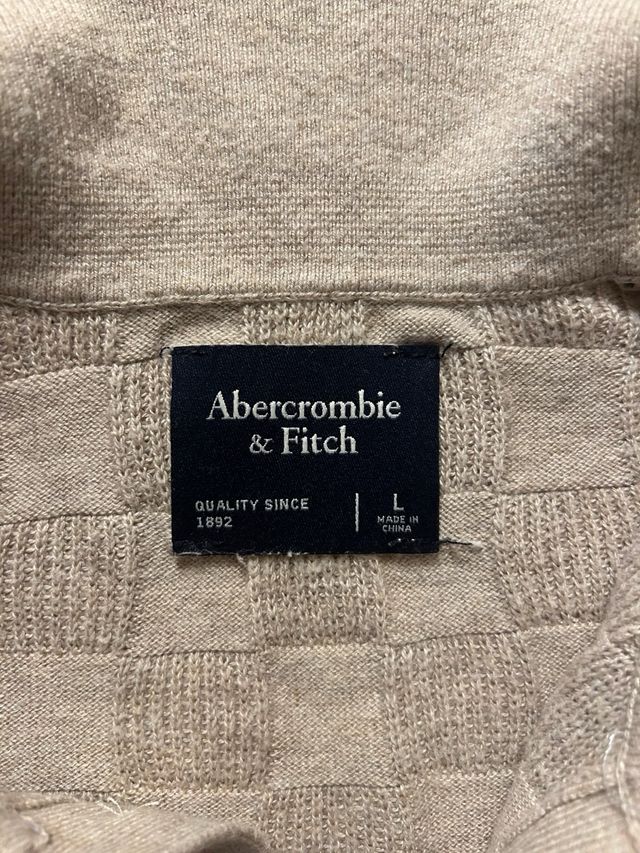 Abercrombie
& Fitch
QUALITY SINCE
1892
L
MADE IN
CHINA